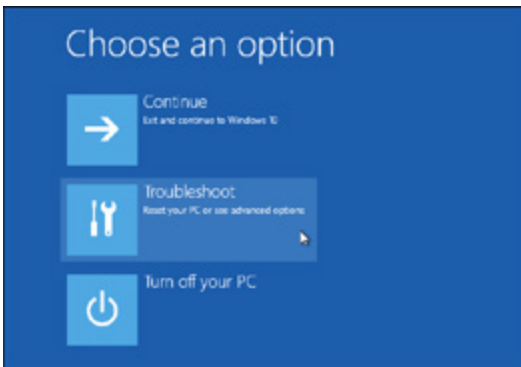 Choose an option
Continue
Exit and continue to Windows 10
Troubleshoot
Reset your PC or see advanced options
Turn off your PC